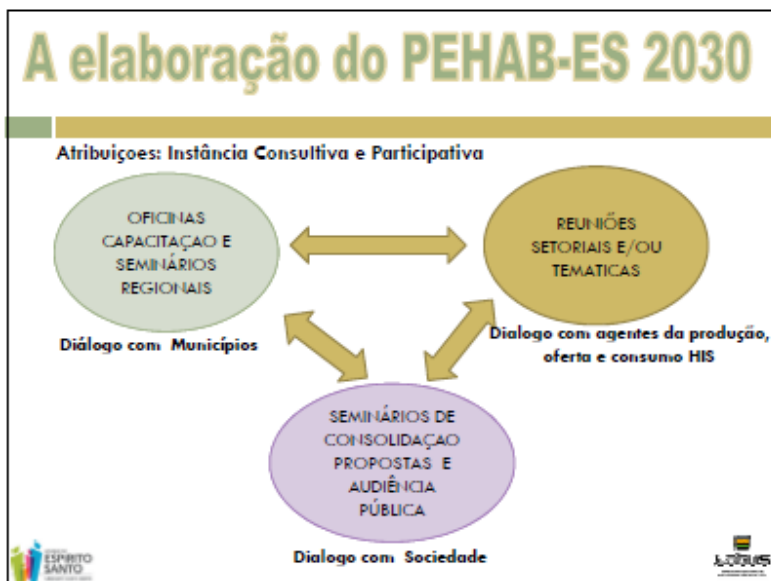 A elaboração do PEHAB-ES 2030
Atribuiçoes: Instância Consultiva e Participativa
OFICINAS
CAPACITAÇAO E
SEMINÁRIOS
REGIONAIS
Diálogo com Municípios
REUNIÕES
SETORIAIS E/OU
TEMATICAS
Dialogo com agentes da produção,
oferta e consumo HIS
SEMINÁRIOS DE
CONSOLIDAÇAO
PROPOSTAS E
AUDIÊNCIA
PÚBLICA
Dialogo com Sociedade
ESPIRITO
SANTO